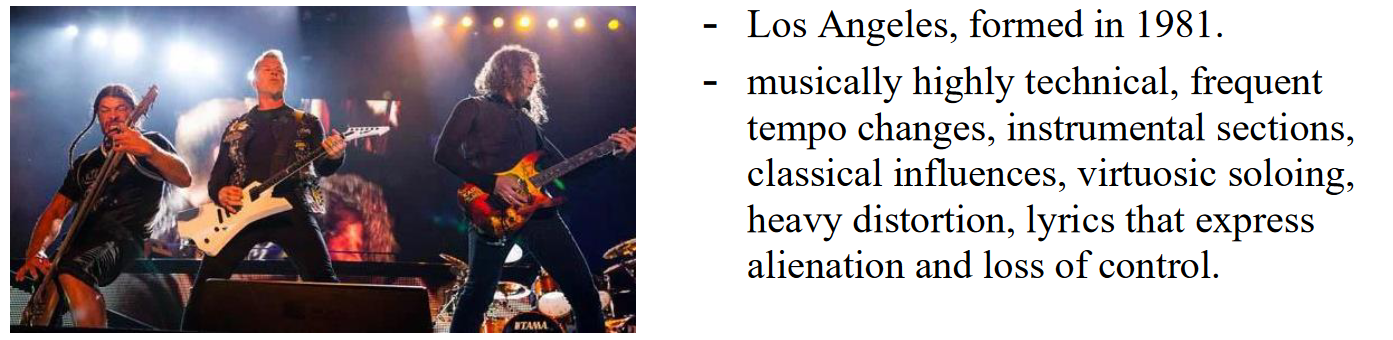 - Los Angeles, formed in 1981.
- musically highly technical, frequent
tempo changes, instrumental sections,
classical influences, virtuosic soloing,
heavy distortion, lyrics that express
alienation and loss of control.
TAMA